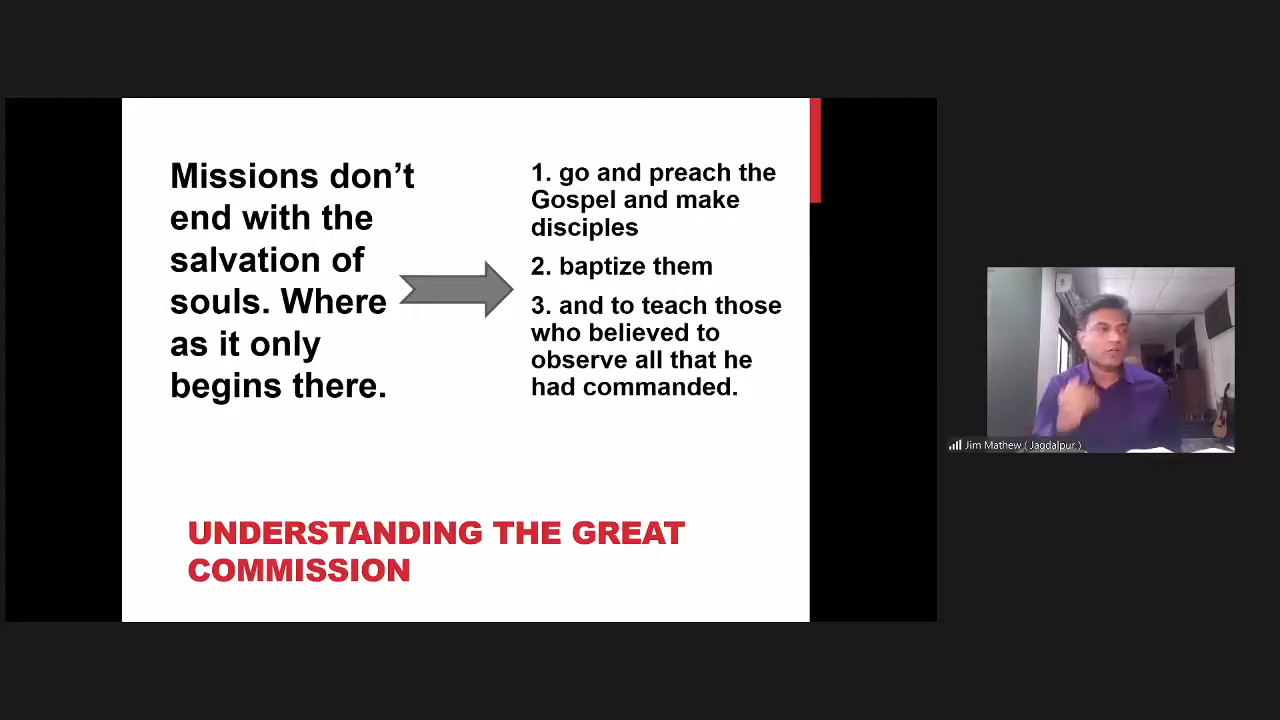 Missions don’t
end with the
salvation of
souls. Where
as it only
begins there.
1. go and preach the
Gospel and make
disciples
2. baptize them
3. and to teach those
who believed to
observe all that he
had commanded.
UNDERSTANDING THE GREAT
COMMISSION
Jim Mathew ( Jagdalpur )